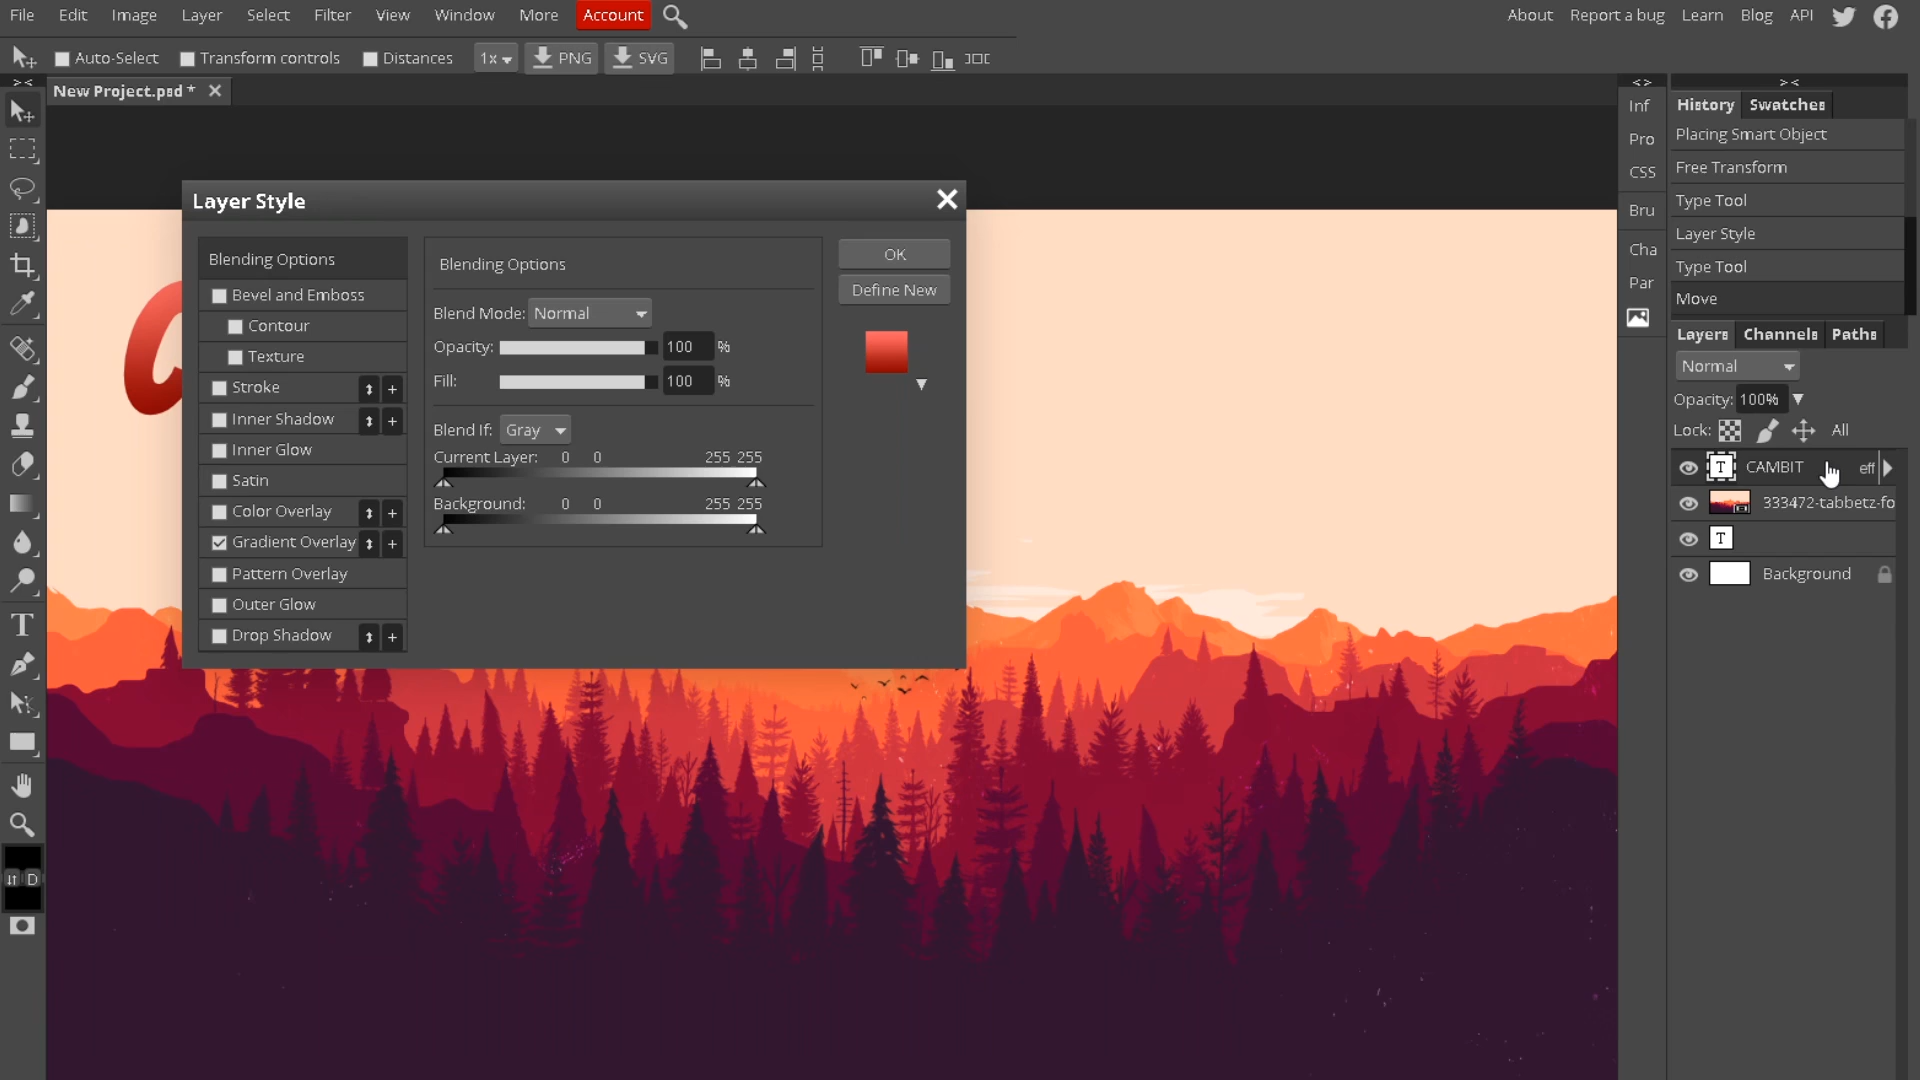 File Edit Image Layer Select Filter View Window More Account
About Report a bug Learn Blog API
Auto-Select Transform controls Distances 1x PNG SVG
> < New Project.psd *
< > > <
Inf
Pro
CSS
Bru
Cha
Par
History Swatches
Placing Smart Object
Free Transform
Type Tool
Layer Style
Type Tool
Move
Layers Channels Paths
Normal
Opacity: 100%
Lock: All
T CAMBIT eff
333472-tabbetz-fo
T
Background
Layer Style
Blending Options
Bevel and Emboss
Contour
Texture
Stroke +
Inner Shadow +
Inner Glow
Satin
Color Overlay +
Gradient Overlay +
Pattern Overlay
Outer Glow
Drop Shadow +
Blending Options
Blend Mode: Normal
Opacity: 100 %
Fill: 100 %
Blend If: Gray
Current Layer: 0 0 255 255
Background: 0 0 255 255
OK
Define New
T
D